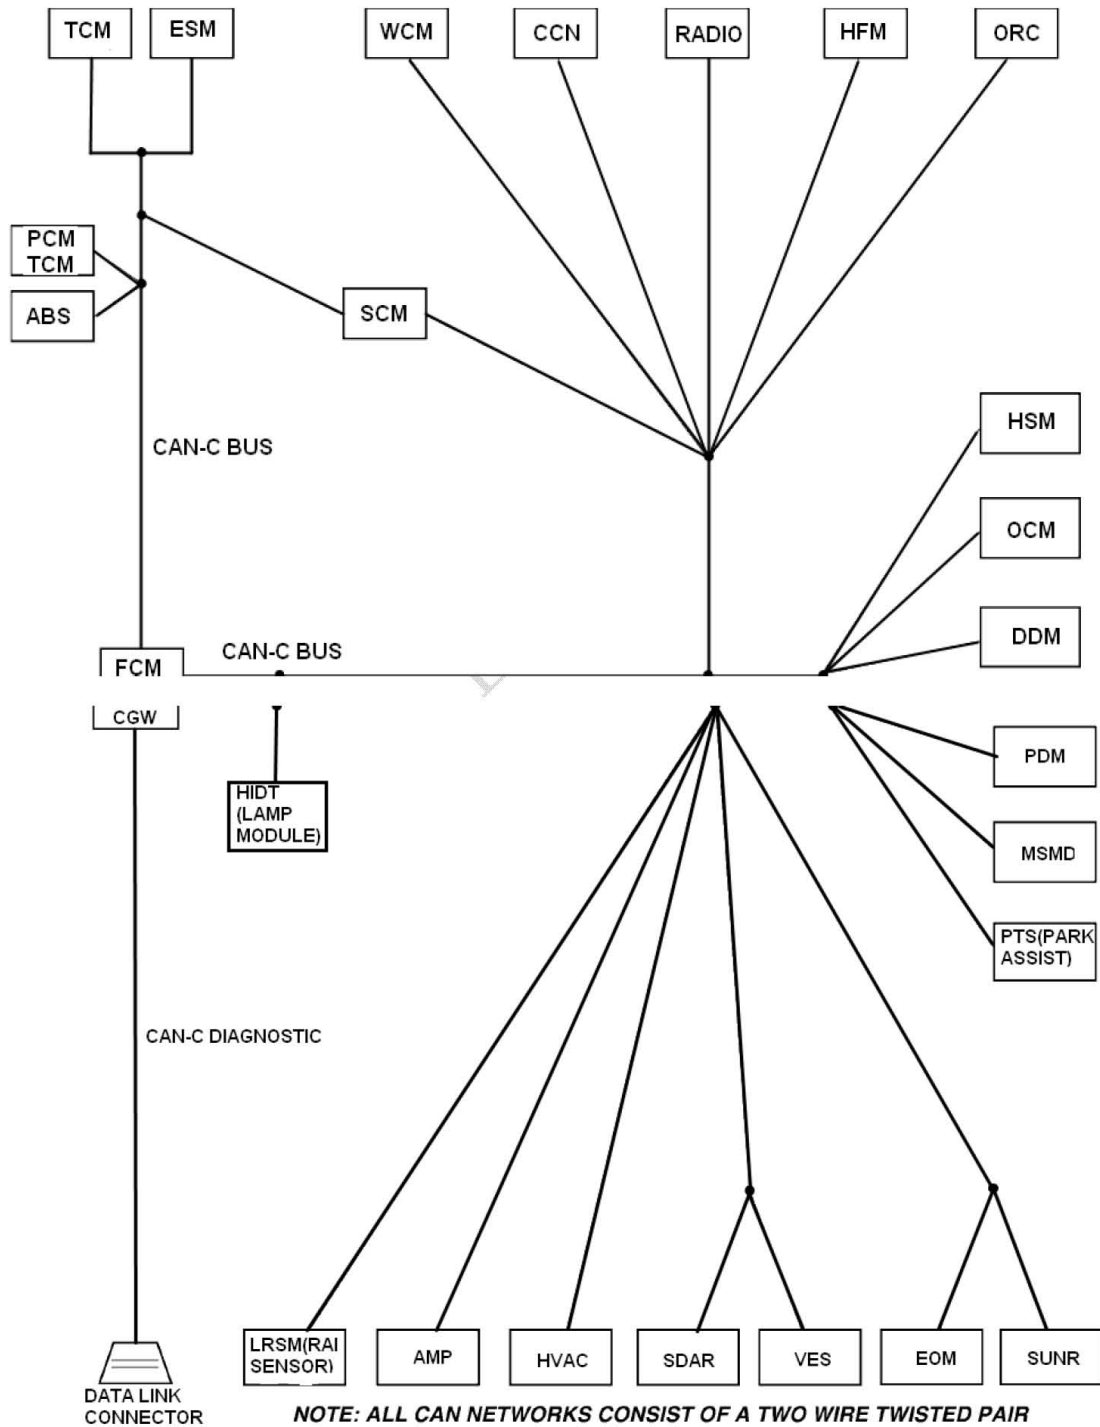 TCM
ESM
WCM
CCN
RADIO
HFM
ORC
PCM
TCM
ABS
SCM
CAN-C BUS
HSM
OCM
DDM
CAN-C BUS
FCM
CGW
HIDT
(LAMP
MODULE)
PDM
MSMD
PTS(PARK
ASSIST)
CAN-C DIAGNOSTIC
LRSM(RAI
SENSOR)
AMP
HVAC
SDAR
VES
EOM
SUNR
DATA LINK
CONNECTOR
NOTE: ALL CAN NETWORKS CONSIST OF A TWO WIRE TWISTED PAIR